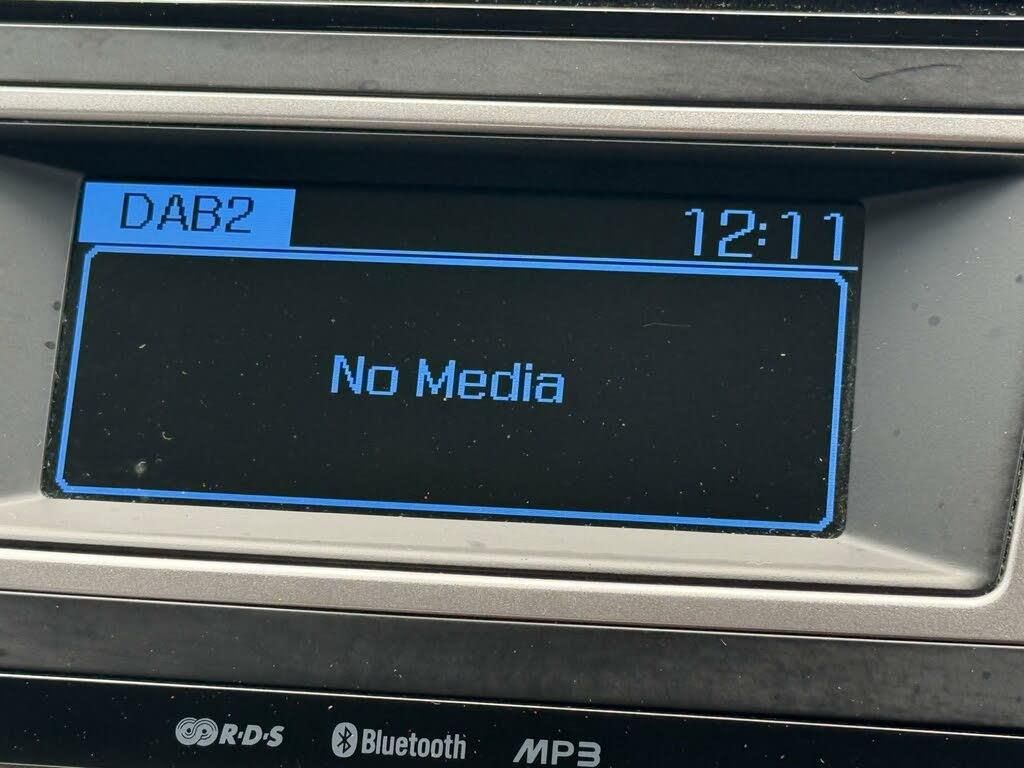 DAB2 12:11
No Media
R·D·S Bluetooth MP3